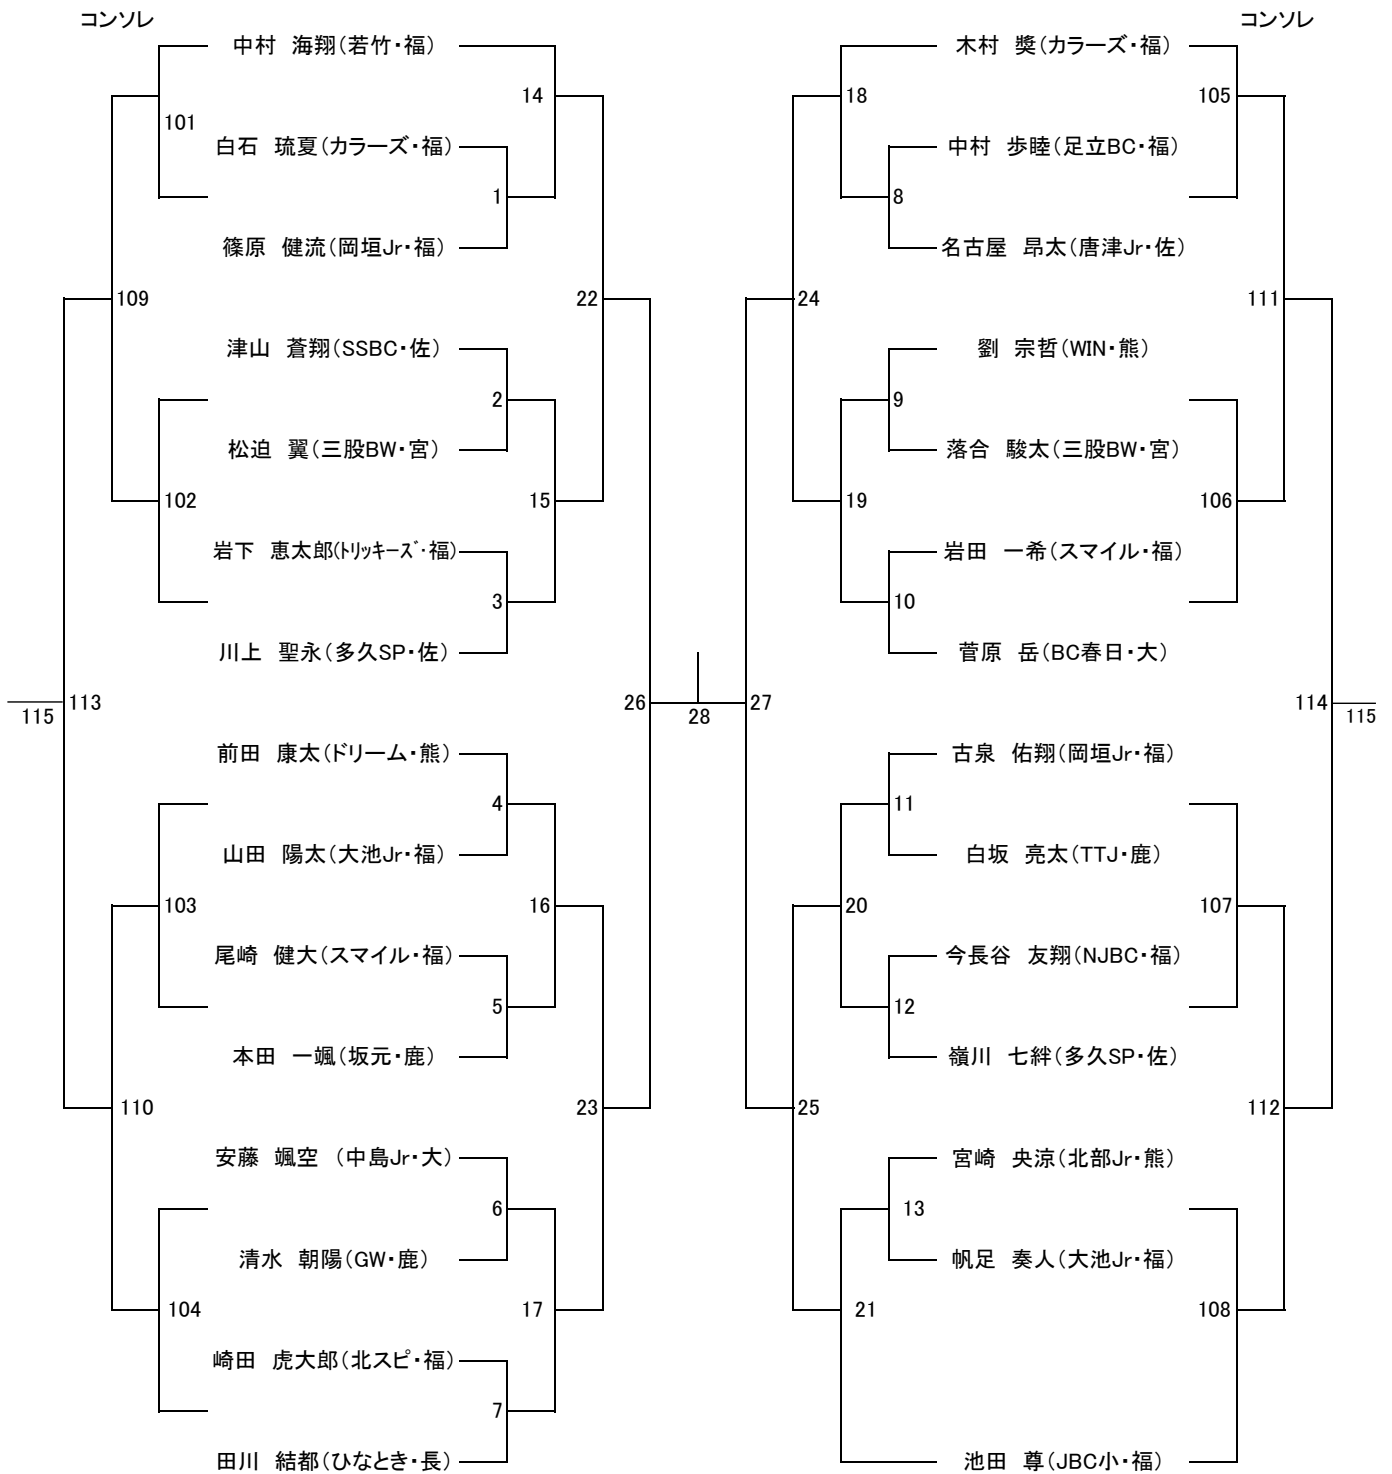 コンソレ
コンソレ
中村 海翔(若竹・福)
木村 奬(カラーズ・福)
14
18
105
101
白石 琉夏(カラーズ・福)
中村 歩睦(足立BC・福)
1
8
篠原 健流(岡垣Jr・福)
名古屋 昂太(唐津Jr・佐)
109
22
24
111
津山 蒼翔(SSBC・佐)
劉 宗哲(WIN・熊)
2
9
松迫 翼(三股BW・宮)
落合 駿太(三股BW・宮)
102
15
19
106
岩下 恵太郎(トリッキーズ・福)
岩田 一希(スマイル・福)
3
10
川上 聖永(多久SP・佐)
菅原 岳(BC春日・大)
115
113
26
28
27
114
115
前田 康太(ドリーム・熊)
古泉 佑翔(岡垣Jr・福)
4
11
山田 陽太(大池Jr・福)
白坂 亮太(TTJ・鹿)
103
16
20
107
尾崎 健大(スマイル・福)
今長谷 友翔(NJBC・福)
5
12
本田 一颯(坂元・鹿)
嶺川 七絆(多久SP・佐)
110
23
25
112
安藤 颯空 (中島Jr・大)
宮崎 央涼(北部Jr・熊)
6
13
清水 朝陽(GW・鹿)
帆足 奏人(大池Jr・福)
104
17
21
108
崎田 虎大郎(北スピ・福)
7
田川 結都(ひなとき・長)
池田 尊(JBC小・福)